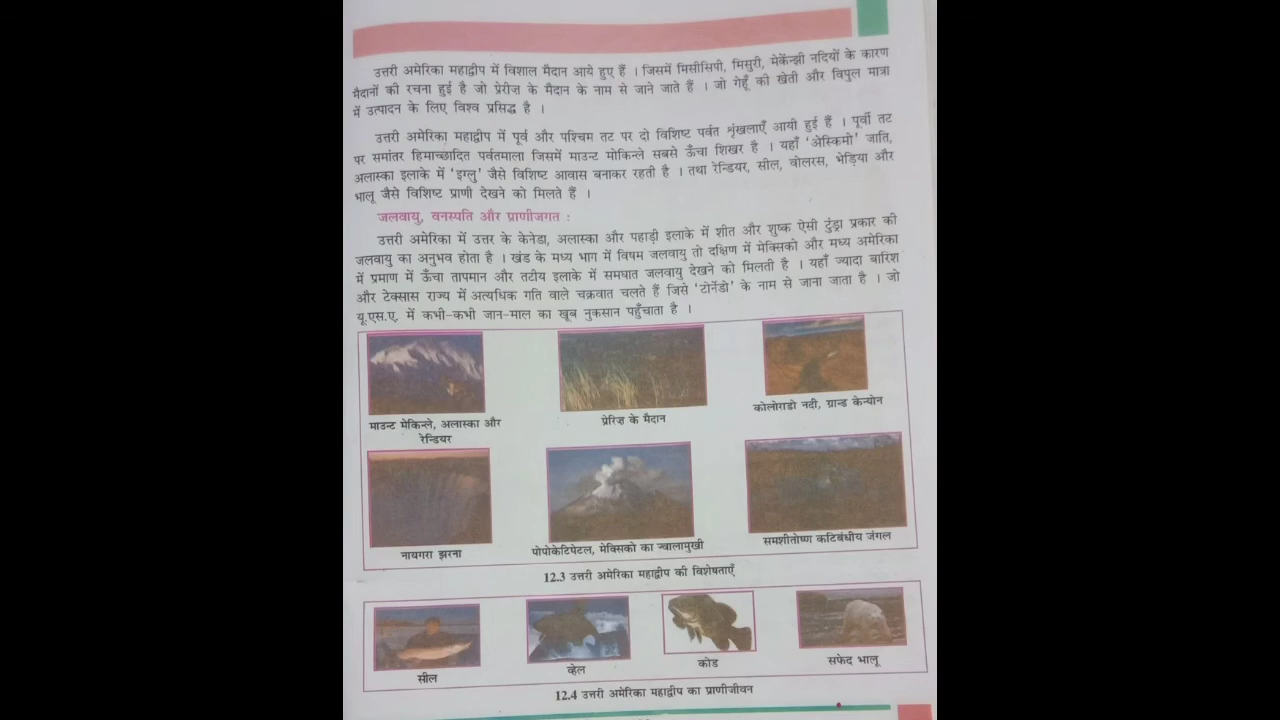 उत्तरी अमेरिका महाद्वीप में विशाल मैदान आये हुए हैं । जिसमें मिसीसिपी, मिसुरी, मेकेंन्झी नदियों के कारण
मैदानों की रचना हुई है जो प्रेरीज़ के मैदान के नाम से जाने जाते हैं । जो गेहूँ की खेती और विपुल मात्रा
में उत्पादन के लिए विश्व प्रसिद्ध है ।
उत्तरी अमेरिका महाद्वीप में पूर्व और पश्चिम तट पर दो विशिष्ट पर्वत शृंखलाएँ आयी हुई हैं । पूर्वी तट
पर समांतर हिमाच्छादित पर्वतमाला जिसमें माउन्ट मोकिन्ले सबसे ऊँचा शिखर है । यहाँ ‘अेस्किमो’ जाति,
अलास्का इलाके में ‘इग्लु’ जैसे विशिष्ट आवास बनाकर रहती है । तथा रेन्डियर, सील, वोलरस, भेड़िया और
भालू जैसे विशिष्ट प्राणी देखने को मिलते हैं ।
जलवायु, वनस्पति और प्राणीजगत :
उत्तरी अमेरिका में उत्तर के केनेडा, अलास्का और पहाड़ी इलाके में शीत और शुष्क ऐसी टुंड्रा प्रकार की
जलवायु का अनुभव होता है । खंड के मध्य भाग में विषम जलवायु तो दक्षिण में मेक्सिको और मध्य अमेरिका
में प्रमाण में ऊँचा तापमान और तटीय इलाके में समघात जलवायु देखने को मिलती है । यहाँ ज्यादा बारिश
और टेक्सास राज्य में अत्यधिक गति वाले चक्रवात चलते हैं जिसे ‘टोर्नेडो’ के नाम से जाना जाता है । जो
यू.एस.ए. में कभी-कभी जान-माल का खूब नुकसान पहुँचाता है ।
माउन्ट मेकिन्ले, अलास्का और
रेन्डियर
प्रेरिज़ के मैदान
कोलोराडो नदी, ग्रान्ड केन्योन
नायगरा झरना
पोपोकेटिपेटल, मेक्सिको का ज्वालामुखी
समशीतोष्ण कटिबंधीय जंगल
12.3 उत्तरी अमेरिका महाद्वीप की विशेषताएँ
सील
व्हेल
कोड
सफेद भालू
12.4 उत्तरी अमेरिका महाद्वीप का प्राणीजीवन